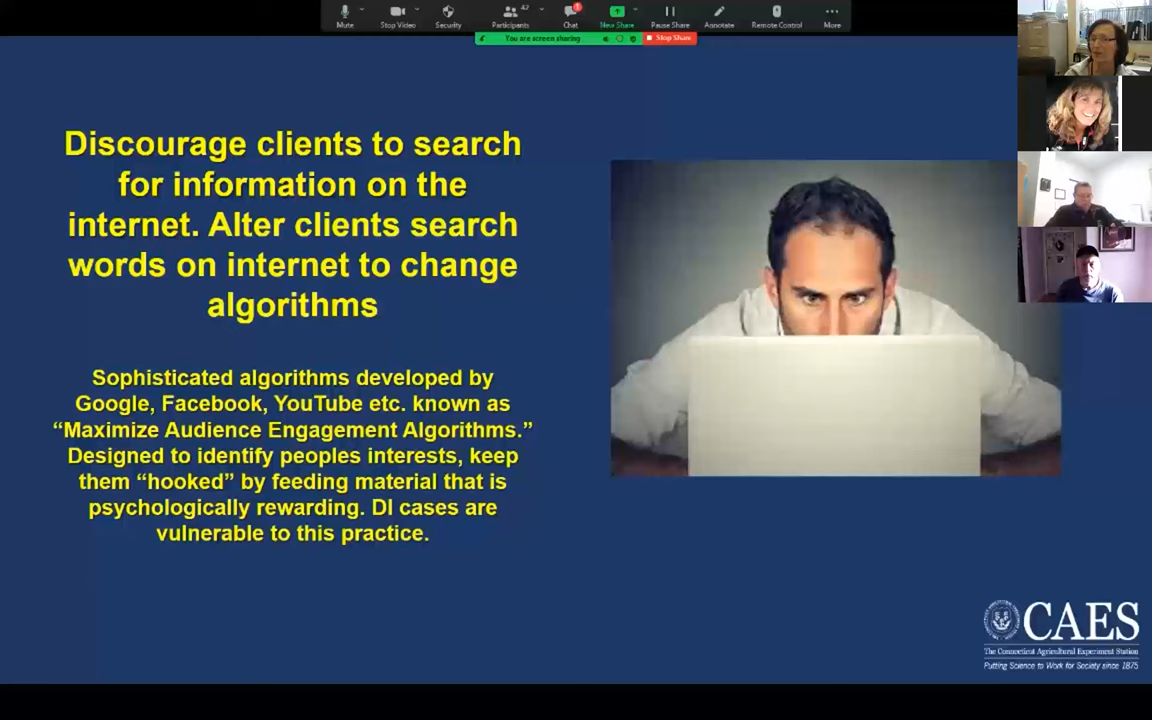 42
1
Mute
Stop Video
Security
Participants
Chat
New Share
Pause Share
Annotate
Remote Control
More
You are screen sharing
Stop Share
Discourage clients to search
for information on the
internet. Alter clients search
words on internet to change
algorithms
Sophisticated algorithms developed by
Google, Facebook, YouTube etc. known as
“Maximize Audience Engagement Algorithms.”
Designed to identify peoples interests, keep
them “hooked” by feeding material that is
psychologically rewarding. DI cases are
vulnerable to this practice.
CAES
The Connecticut Agricultural Experiment Station
Putting Science to Work for Society since 1875